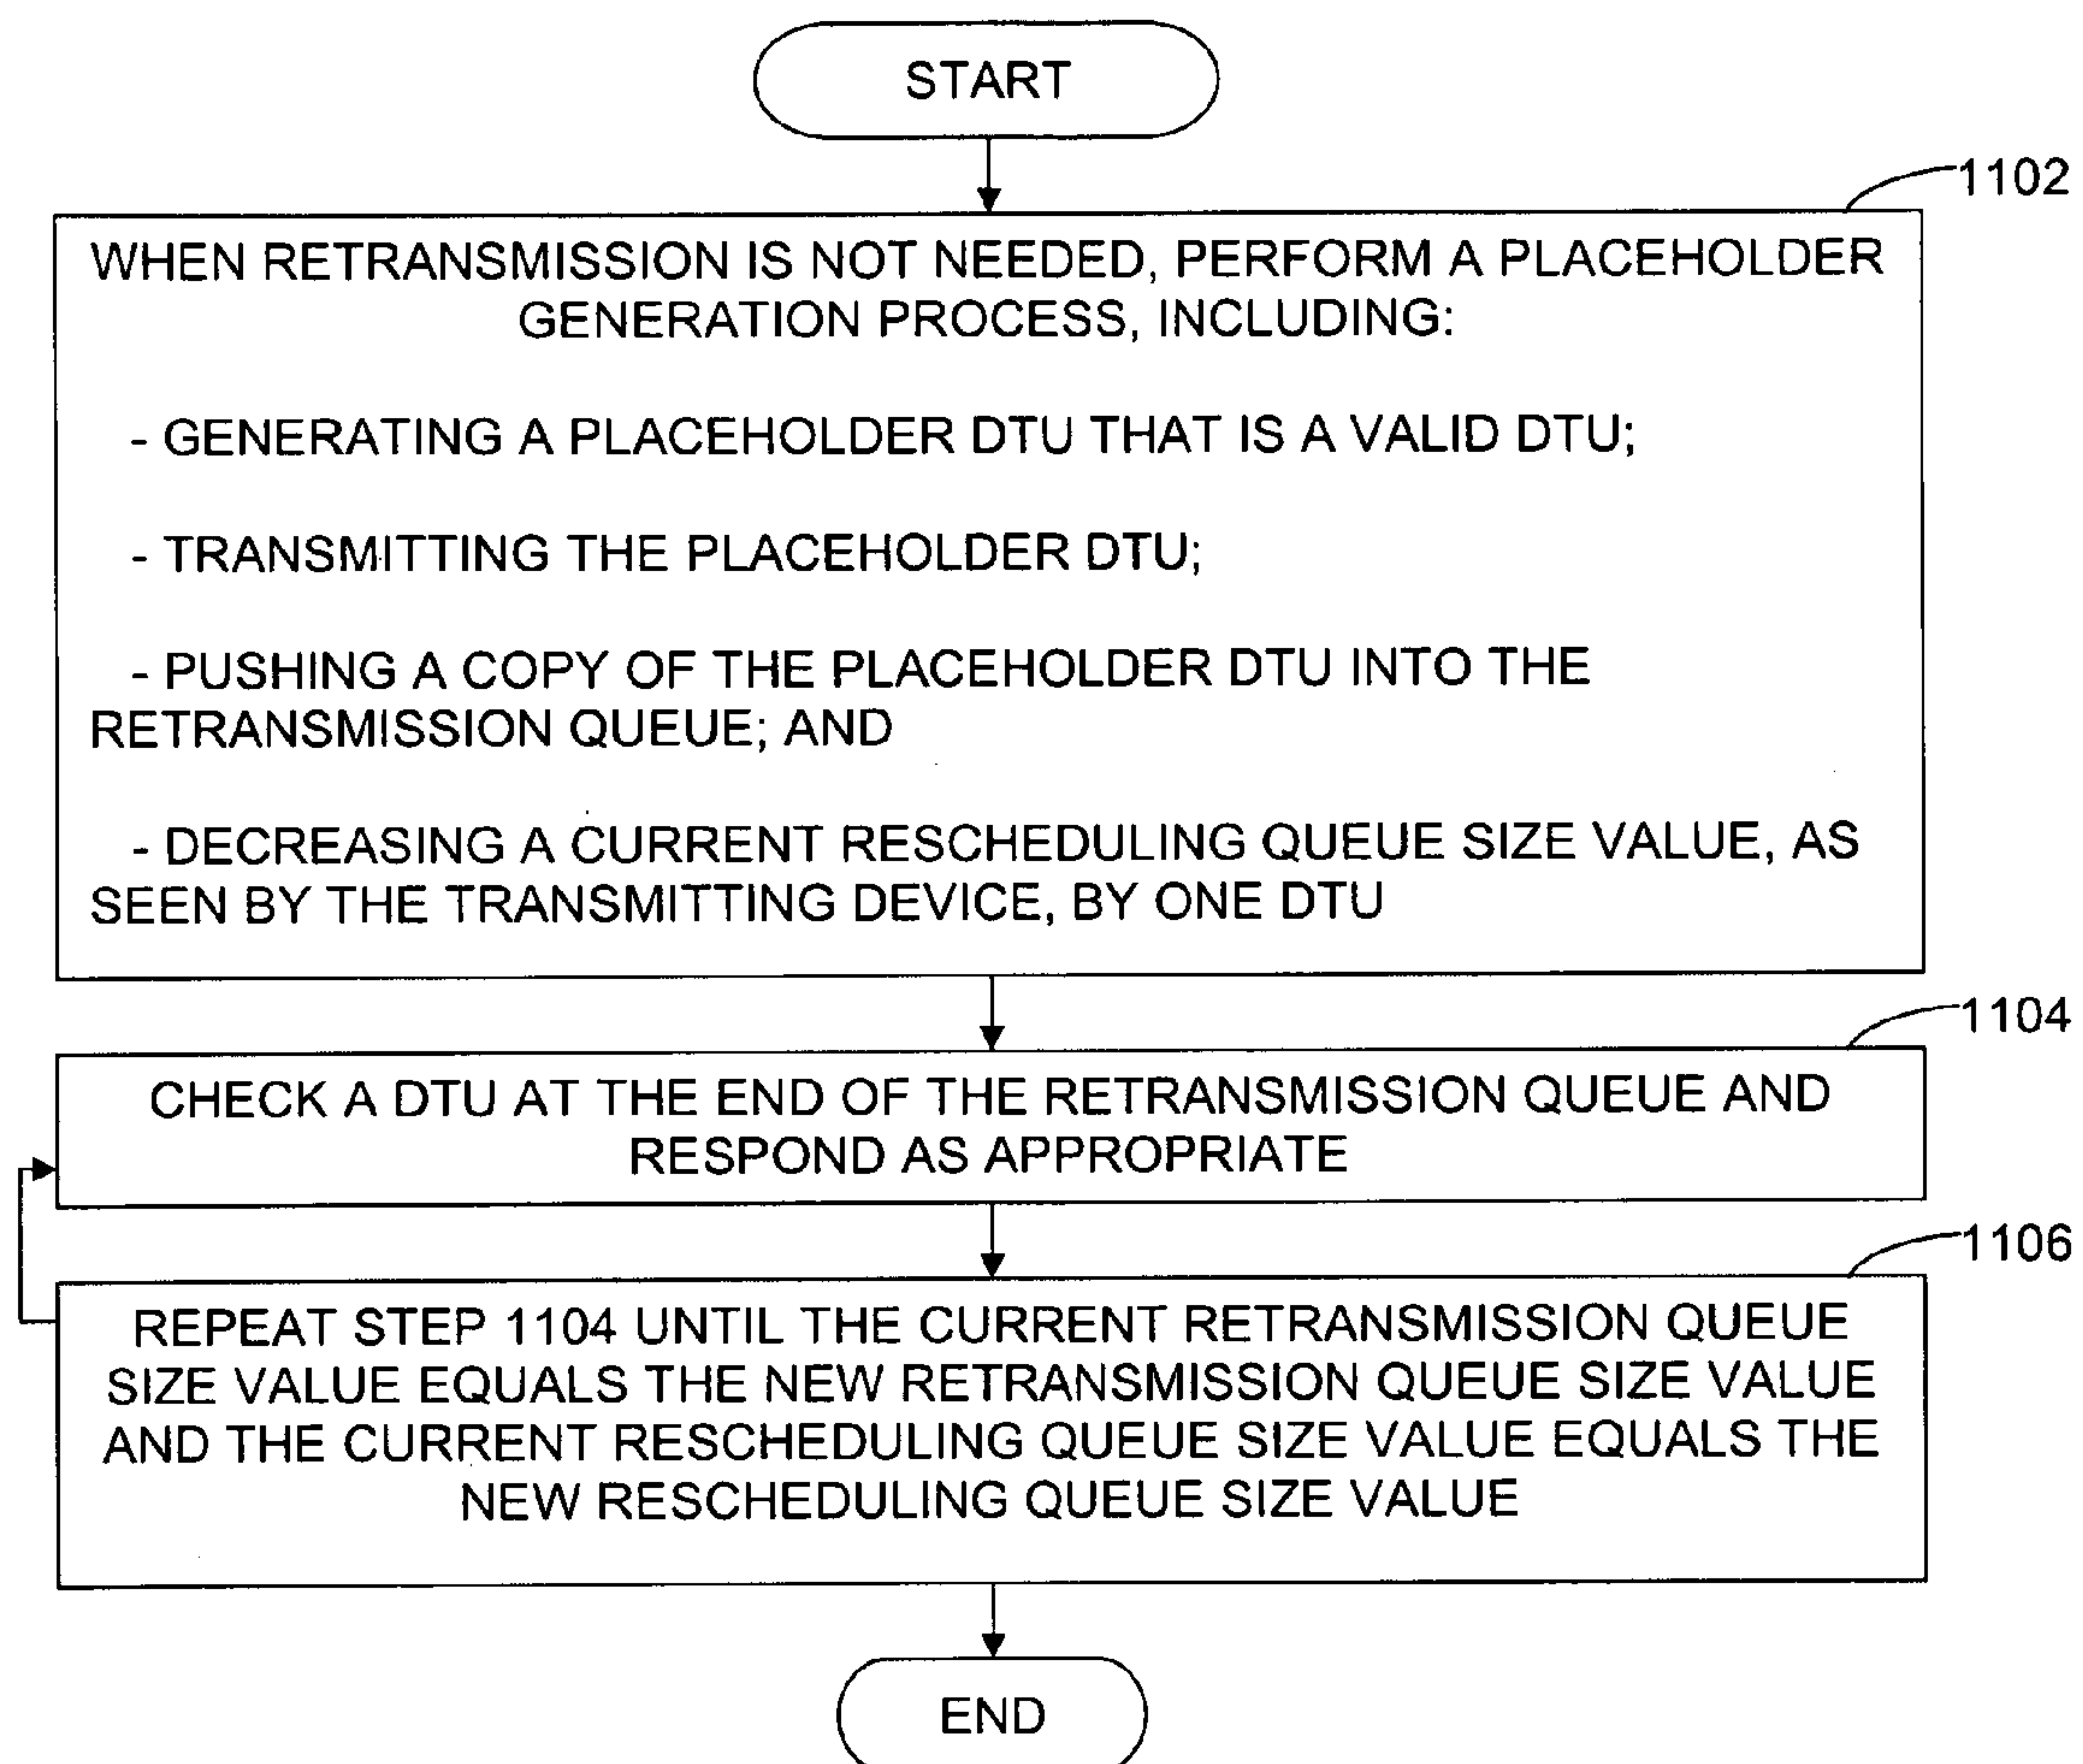 START
1102
WHEN RETRANSMISSION IS NOT NEEDED, PERFORM A PLACEHOLDER
GENERATION PROCESS, INCLUDING:
- GENERATING A PLACEHOLDER DTU THAT IS A VALID DTU;
- TRANSMITTING THE PLACEHOLDER DTU;
- PUSHING A COPY OF THE PLACEHOLDER DTU INTO THE
RETRANSMISSION QUEUE; AND
- DECREASING A CURRENT RESCHEDULING QUEUE SIZE VALUE, AS
SEEN BY THE TRANSMITTING DEVICE, BY ONE DTU
1104
CHECK A DTU AT THE END OF THE RETRANSMISSION QUEUE AND
RESPOND AS APPROPRIATE
1106
REPEAT STEP 1104 UNTIL THE CURRENT RETRANSMISSION QUEUE
SIZE VALUE EQUALS THE NEW RETRANSMISSION QUEUE SIZE VALUE
AND THE CURRENT RESCHEDULING QUEUE SIZE VALUE EQUALS THE
NEW RESCHEDULING QUEUE SIZE VALUE
END